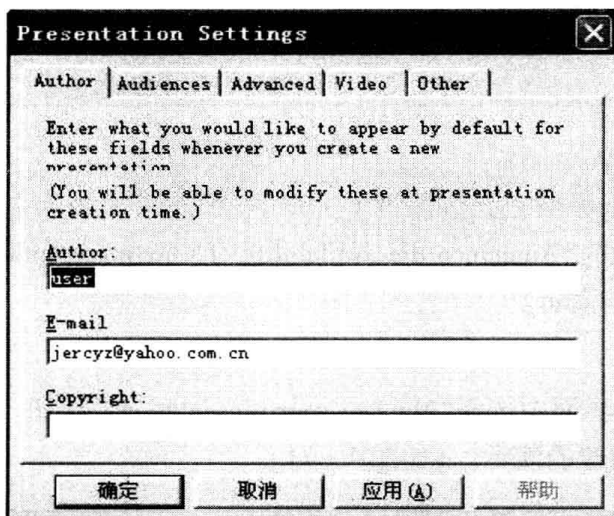 Presentation Settings
Author Audiences Advanced Video Other
Enter what you would like to appear by default for
these fields whenever you create a new
presentation
(You will be able to modify these at presentation
creation time.)
Author:
user
E-mail
jercyz@yahoo.com.cn
Copyright:
确定 取消 应用(A) 帮助